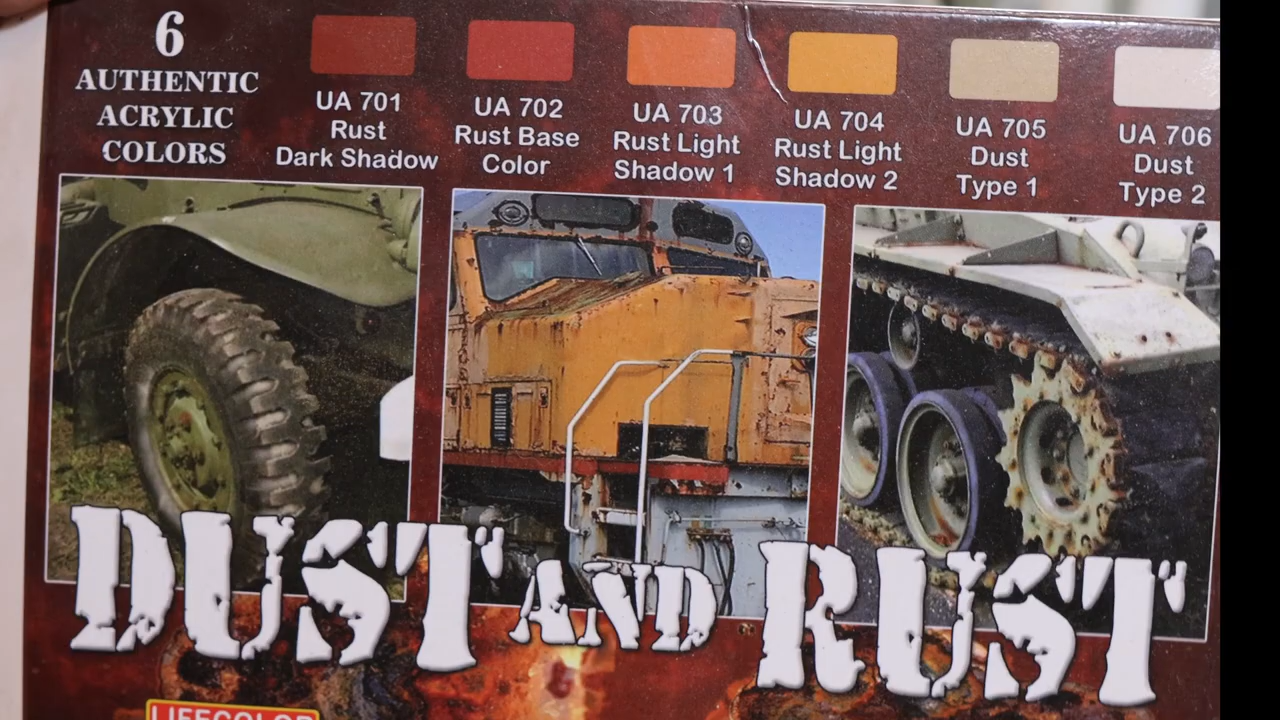 6
AUTHENTIC
ACRYLIC
COLORS
UA 701
Rust
Dark Shadow
UA 702
Rust Base
Color
UA 703
Rust Light
Shadow 1
UA 704
Rust Light
Shadow 2
UA 705
Dust
Type 1
UA 706
Dust
Type 2
DUST AND RUST
LIFECOLOR